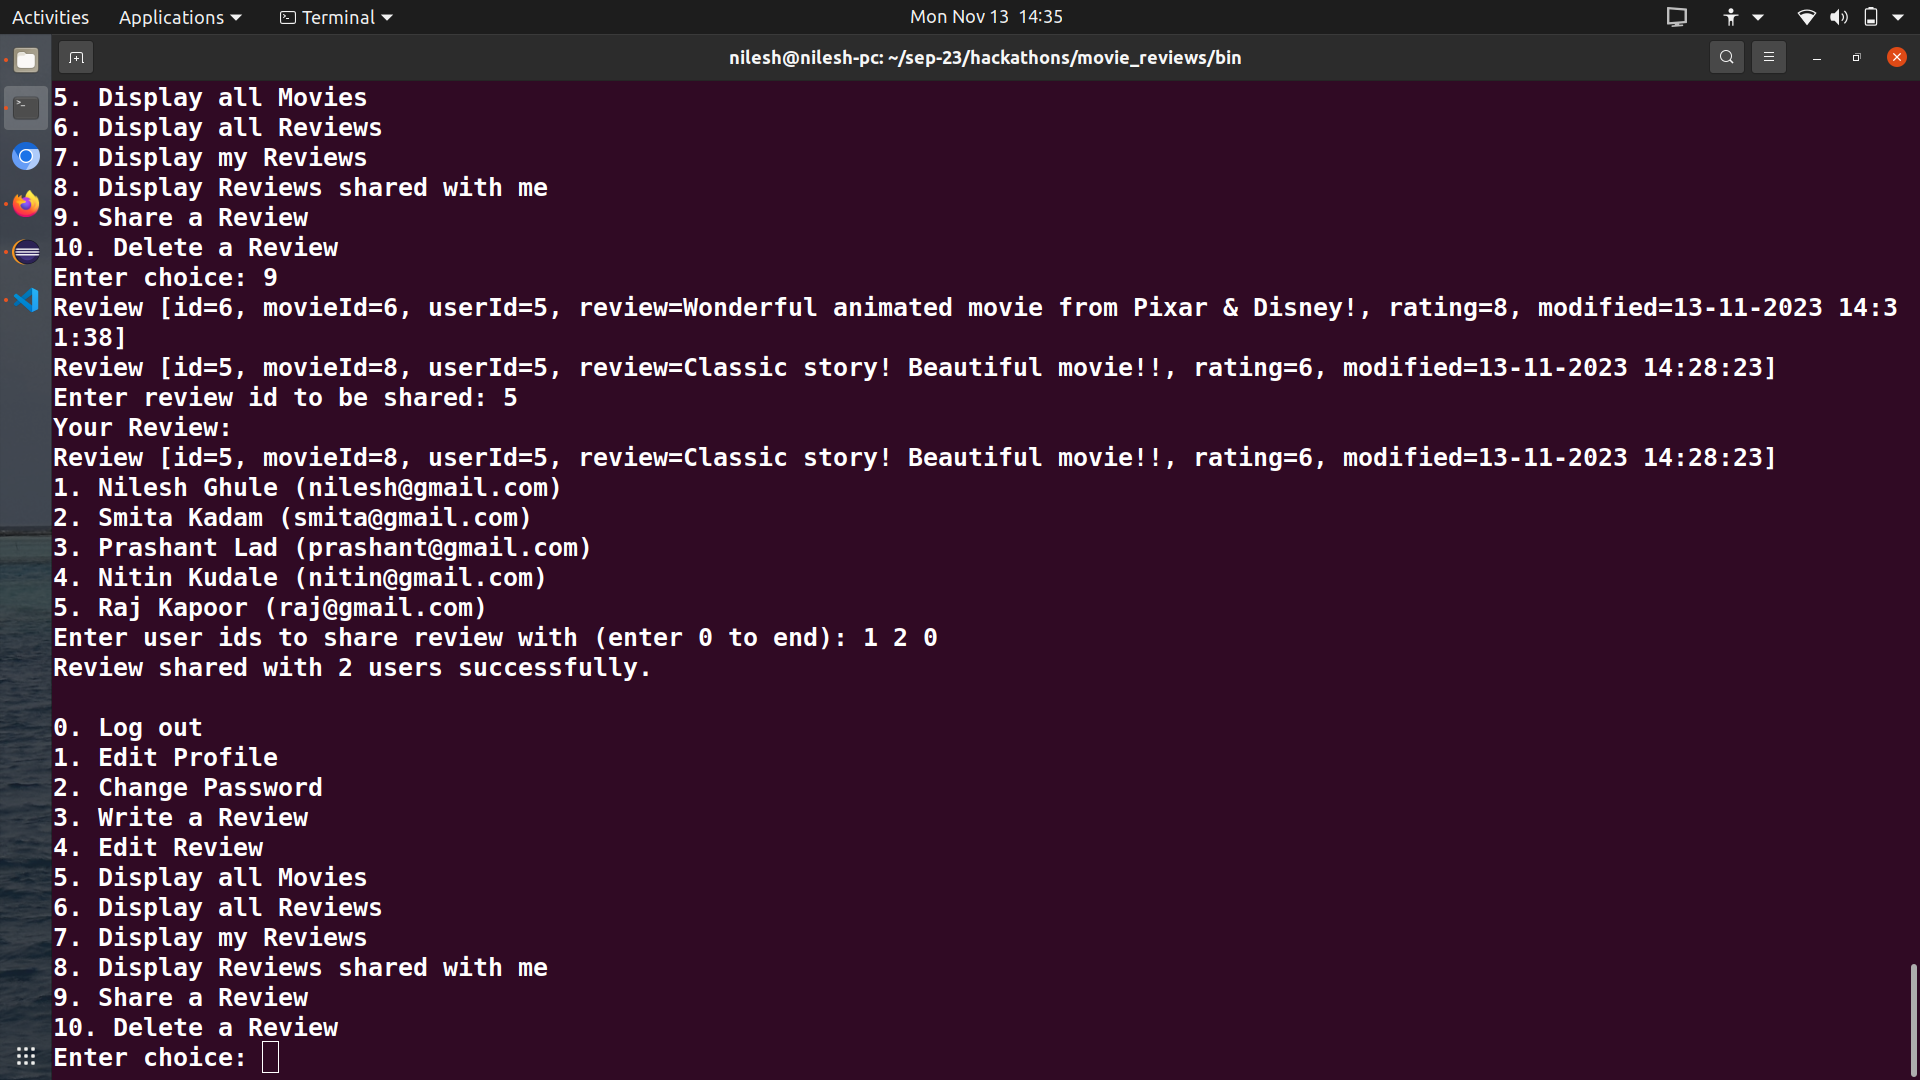 Activities Applications Terminal Mon Nov 13 14:35
nilesh@nilesh-pc: ~/sep-23/hackathons/movie_reviews/bin
5. Display all Movies
6. Display all Reviews
7. Display my Reviews
8. Display Reviews shared with me
9. Share a Review
10. Delete a Review
Enter choice: 9
Review [id=6, movieId=6, userId=5, review=Wonderful animated movie from Pixar & Disney!, rating=8, modified=13-11-2023 14:3
1:38]
Review [id=5, movieId=8, userId=5, review=Classic story! Beautiful movie!!, rating=6, modified=13-11-2023 14:28:23]
Enter review id to be shared: 5
Your Review:
Review [id=5, movieId=8, userId=5, review=Classic story! Beautiful movie!!, rating=6, modified=13-11-2023 14:28:23]
1. Nilesh Ghule (nilesh@gmail.com)
2. Smita Kadam (smita@gmail.com)
3. Prashant Lad (prashant@gmail.com)
4. Nitin Kudale (nitin@gmail.com)
5. Raj Kapoor (raj@gmail.com)
Enter user ids to share review with (enter 0 to end): 1 2 0
Review shared with 2 users successfully.
0. Log out
1. Edit Profile
2. Change Password
3. Write a Review
4. Edit Review
5. Display all Movies
6. Display all Reviews
7. Display my Reviews
8. Display Reviews shared with me
9. Share a Review
10. Delete a Review
Enter choice: